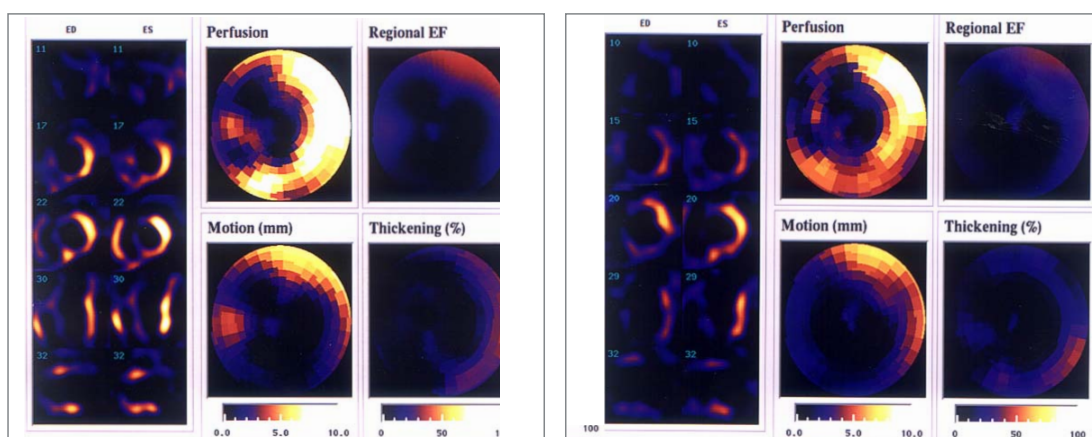 ED ES
11 11
17 17
22 22
30 30
32 32
Perfusion
Regional EF
Motion (mm)
Thickening (%)
0.0 5.0 10.0
0 50
ED ES
10 10
15 15
20 20
29 29
32 32
100
Perfusion
Regional EF
Motion (mm)
Thickening (%)
0.0 5.0 10.0
0 50 100